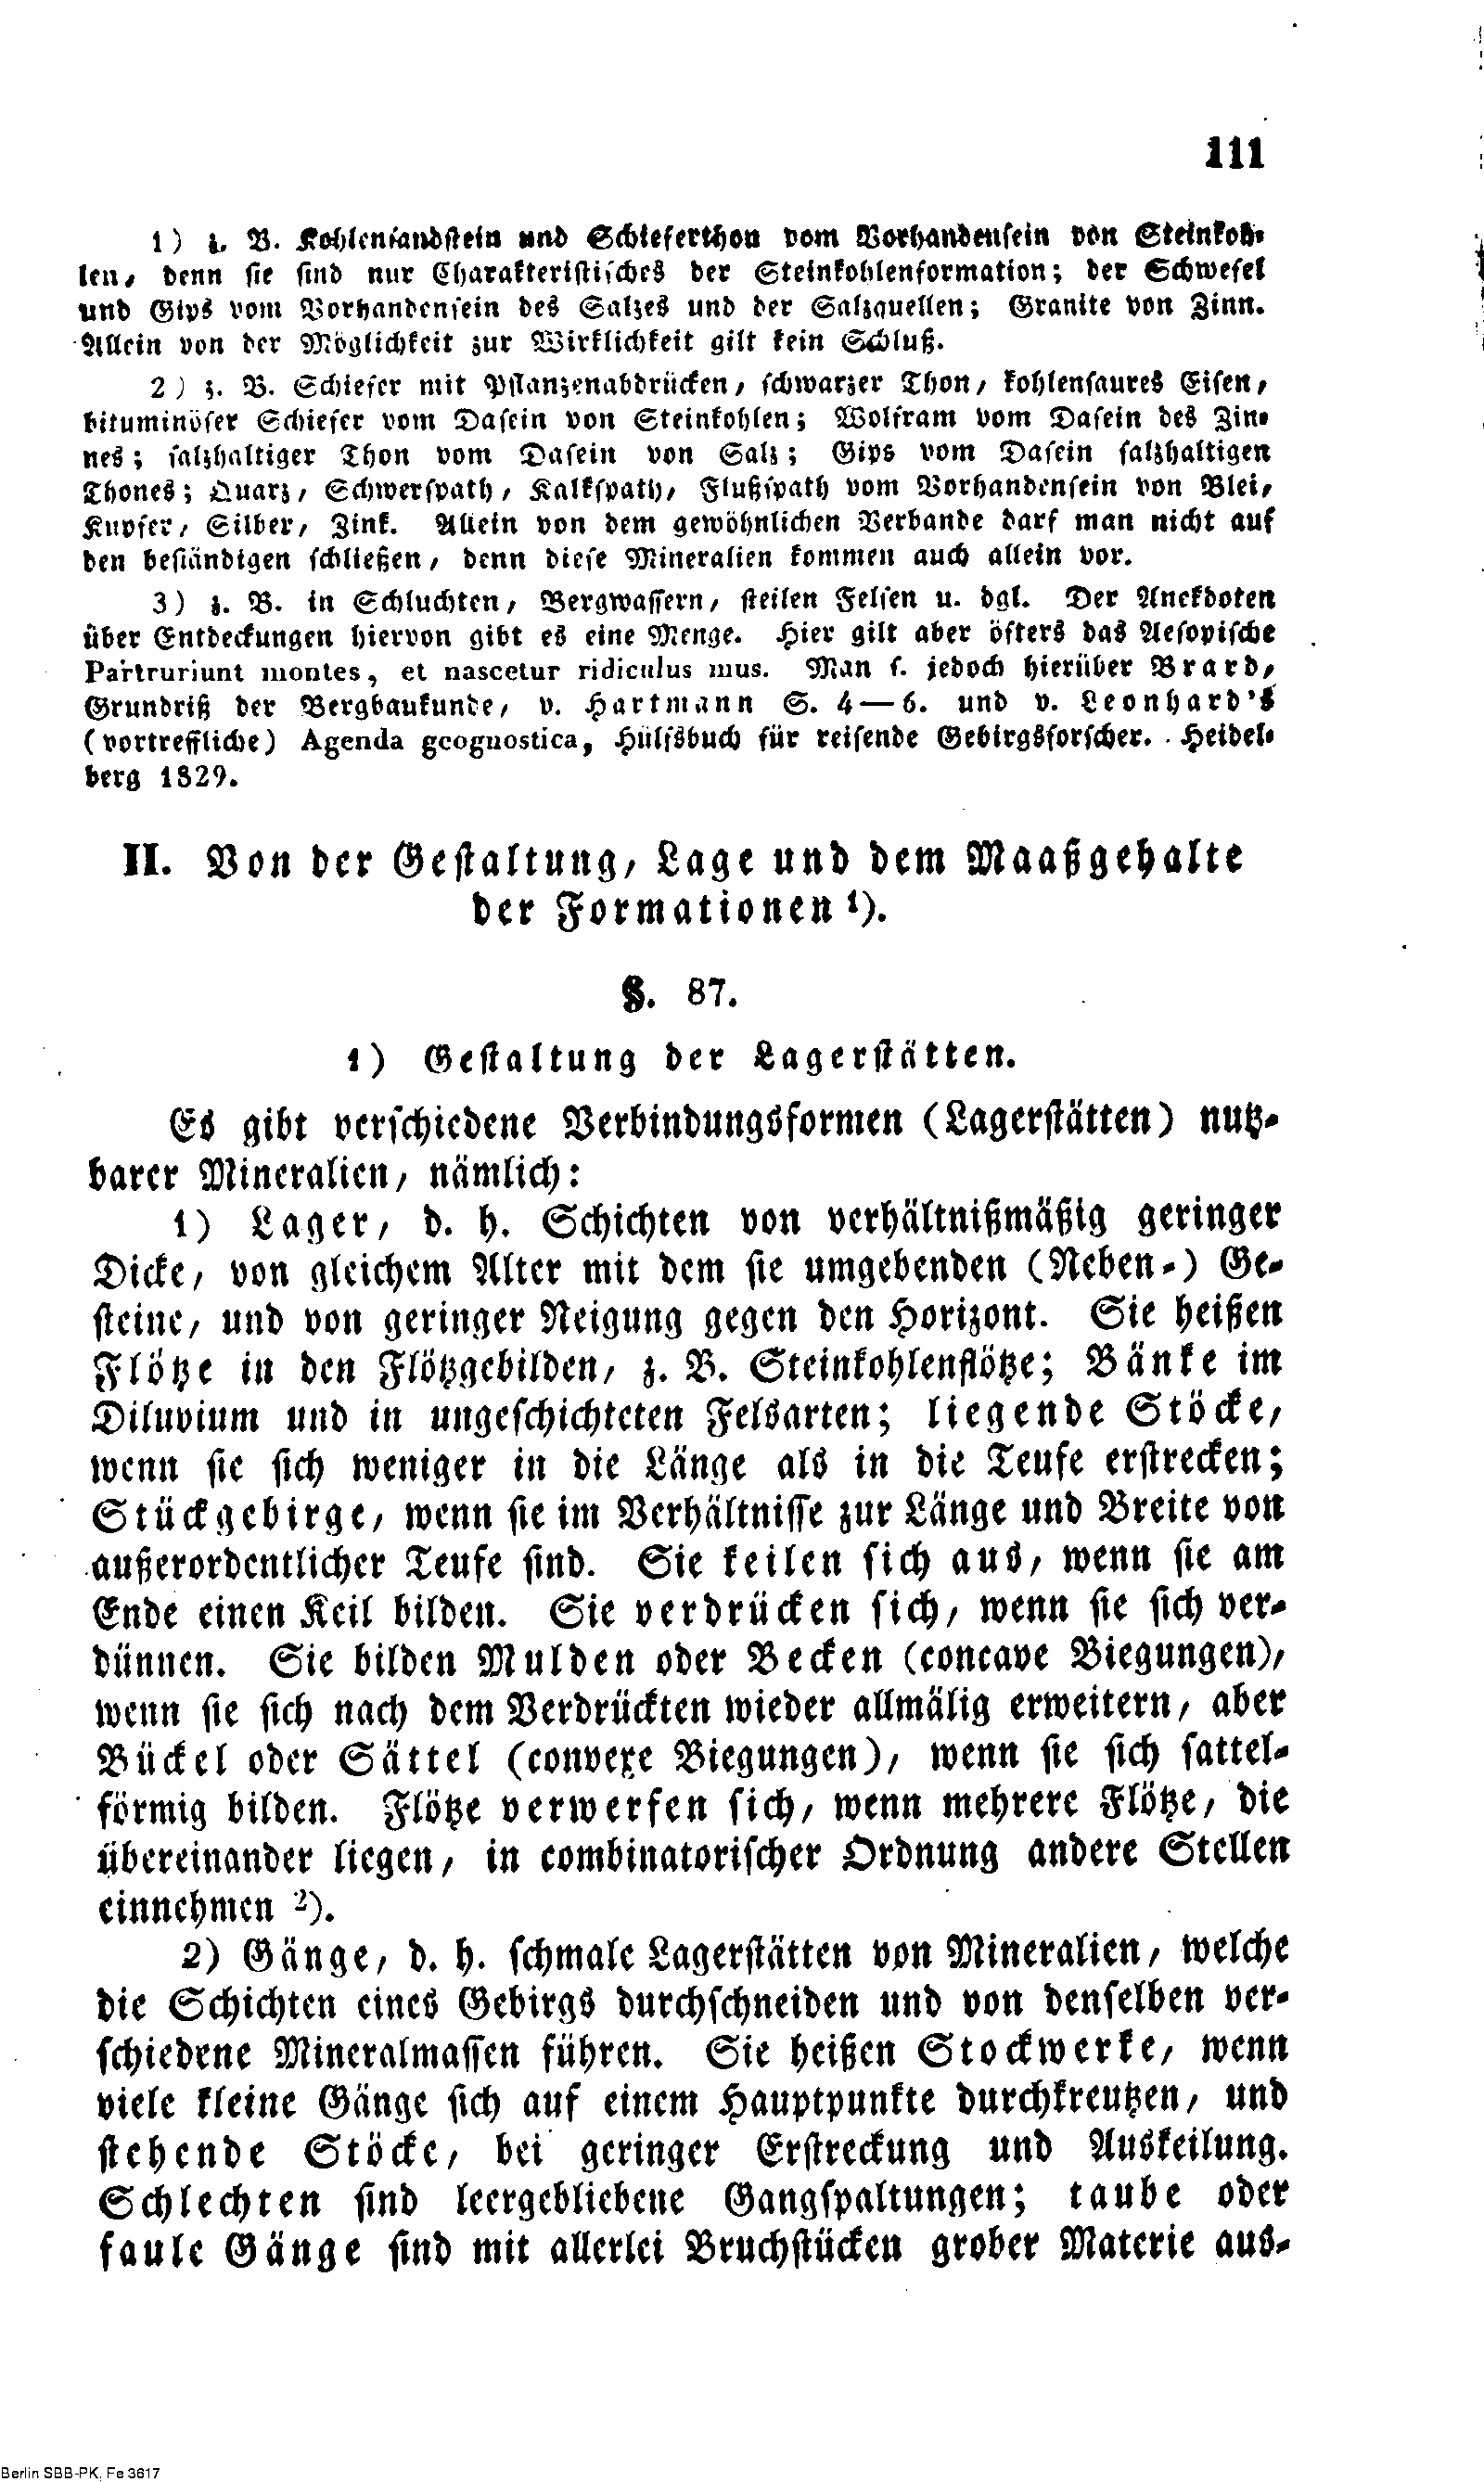 111
1) z. B. Kohlensandstein und Schieferthon vom Vorhandensein von Steinkoh-
len, denn sie sind nur Charakteristisches der Steinkohlenformation; der Schwefel
und Gips vom Vorhandensein des Salzes und der Salzquellen; Granite von Zinn.
Allein von der Möglichkeit zur Wirklichkeit gilt kein Schluß.
2) z. B. Schiefer mit Pflanzenabdrücken, schwarzer Thon, kohlensaures Eisen,
bituminöser Schiefer vom Dasein von Steinkohlen; Wolfram vom Dasein des Zin-
nes; salzhaltiger Thon vom Dasein von Salz; Gips vom Dasein salzhaltigen
Thones; Quarz, Schwerspath, Kalkspath, Flußspath vom Vorhandensein von Blei,
Kupfer, Silber, Zink. Allein von dem gewöhnlichen Verbande darf man nicht auf
den beständigen schließen, denn diese Mineralien kommen auch allein vor.
3) z. B. in Schluchten, Bergwassern, steilen Felsen u. dgl. Der Anekdoten
über Entdeckungen hiervon gibt es eine Menge. Hier gilt aber öfters das Aesopische
Partruriunt montes, et nascetur ridiculus mus. Man s. jedoch hierüber Brard,
Grundriß der Bergbaukunde, v. Hartmann S. 4—6. und v. Leonhard's
(vortreffliche) Agenda geognostica, Hülfsbuch für reisende Gebirgsforscher. Heidel-
berg 1829.
II. Von der Gestaltung, Lage und dem Maaßgehalte
der Formationen 1).
§. 87.
1) Gestaltung der Lagerstätten.
Es gibt verschiedene Verbindungsformen (Lagerstätten) nutz-
barer Mineralien, nämlich:
1) Lager, d. h. Schichten von verhältnißmäßig geringer
Dicke, von gleichem Alter mit dem sie umgebenden (Neben-) Ge-
steine, und von geringer Neigung gegen den Horizont. Sie heißen
Flötze in den Flötzgebilden, z. B. Steinkohlenflötze; Bänke im
Diluvium und in ungeschichteten Felsarten; liegende Stöcke,
wenn sie sich weniger in die Länge als in die Teufe erstrecken;
Stückgebirge, wenn sie im Verhältnisse zur Länge und Breite von
außerordentlicher Teufe sind. Sie keilen sich aus, wenn sie am
Ende einen Keil bilden. Sie verdrücken sich, wenn sie sich ver-
dünnen. Sie bilden Mulden oder Becken (concave Biegungen),
wenn sie sich nach dem Verdrückten wieder allmälig erweitern, aber
Bückel oder Sättel (convexe Biegungen), wenn sie sich sattel-
förmig bilden. Flötze verwerfen sich, wenn mehrere Flötze, die
übereinander liegen, in combinatorischer Ordnung andere Stellen
einnehmen 2).
2) Gänge, d. h. schmale Lagerstätten von Mineralien, welche
die Schichten eines Gebirgs durchschneiden und von denselben ver-
schiedene Mineralmassen führen. Sie heißen Stockwerke, wenn
viele kleine Gänge sich auf einem Hauptpunkte durchkreutzen, und
stehende Stöcke, bei geringer Erstreckung und Auskeilung.
Schlechten sind leergebliebene Gangspaltungen; taube oder
faule Gänge sind mit allerlei Bruchstücken grober Materie aus-
Berlin SBB-PK, Fe 3617